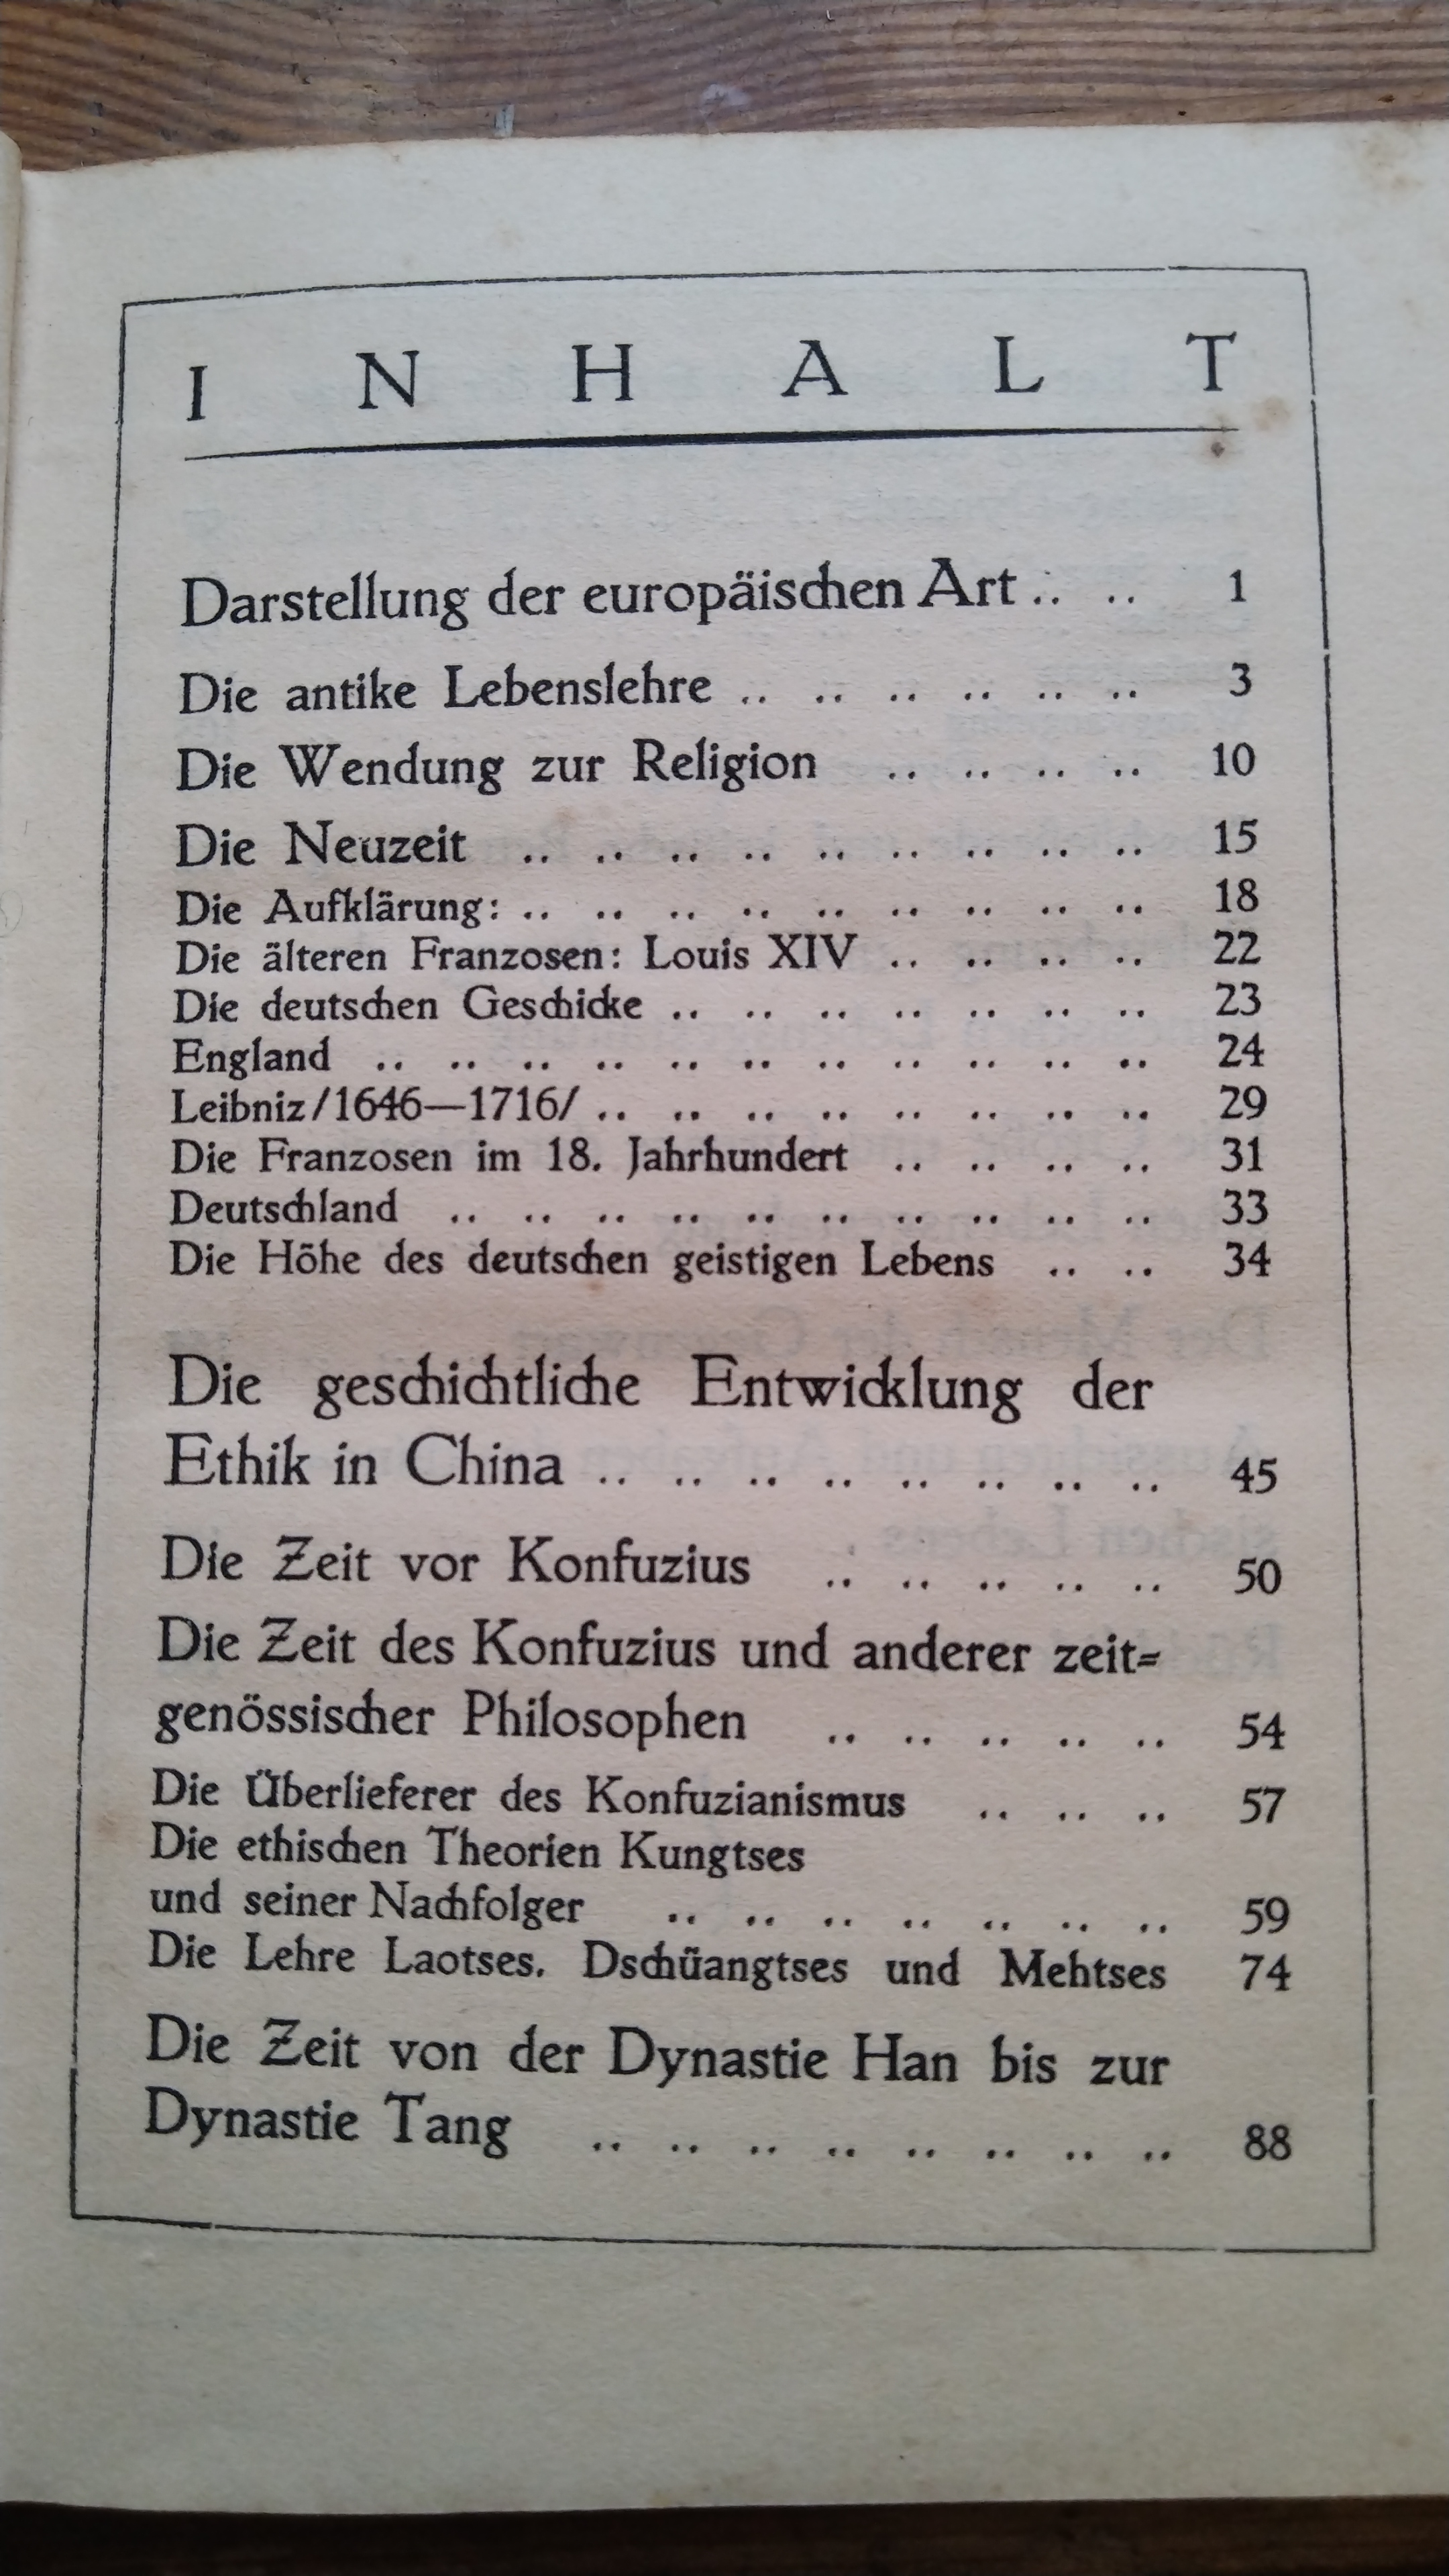 I N H A L T
Darstellung der europäischen Art .. .. 1
Die antike Lebenslehre .. .. .. .. .. .. 3
Die Wendung zur Religion .. .. .. .. 10
Die Neuzeit .. .. .. .. .. .. .. .. .. 15
Die Aufklärung: .. .. .. .. .. .. .. .. .. 18
Die älteren Franzosen: Louis XIV .. .. .. .. 22
Die deutschen Geschicke .. .. .. .. .. .. .. 23
England .. .. .. .. .. .. .. .. .. .. .. 24
Leibniz/1646—1716/ .. .. .. .. .. .. .. .. 29
Die Franzosen im 18. Jahrhundert .. .. .. .. 31
Deutschland .. .. .. .. .. .. .. .. .. .. 33
Die Höhe des deutschen geistigen Lebens .. .. 34
Die geschichtliche Entwicklung der
Ethik in China .. .. .. .. .. .. .. .. 45
Die Zeit vor Konfuzius .. .. .. .. .. 50
Die Zeit des Konfuzius und anderer zeit=
genössischer Philosophen .. .. .. .. .. 54
Die Überlieferer des Konfuzianismus .. .. .. 57
Die ethischen Theorien Kungtses
und seiner Nachfolger .. .. .. .. .. .. .. 59
Die Lehre Laotses. Dschüangtses und Mehtses 74
Die Zeit von der Dynastie Han bis zur
Dynastie Tang .. .. .. .. .. .. .. .. 88